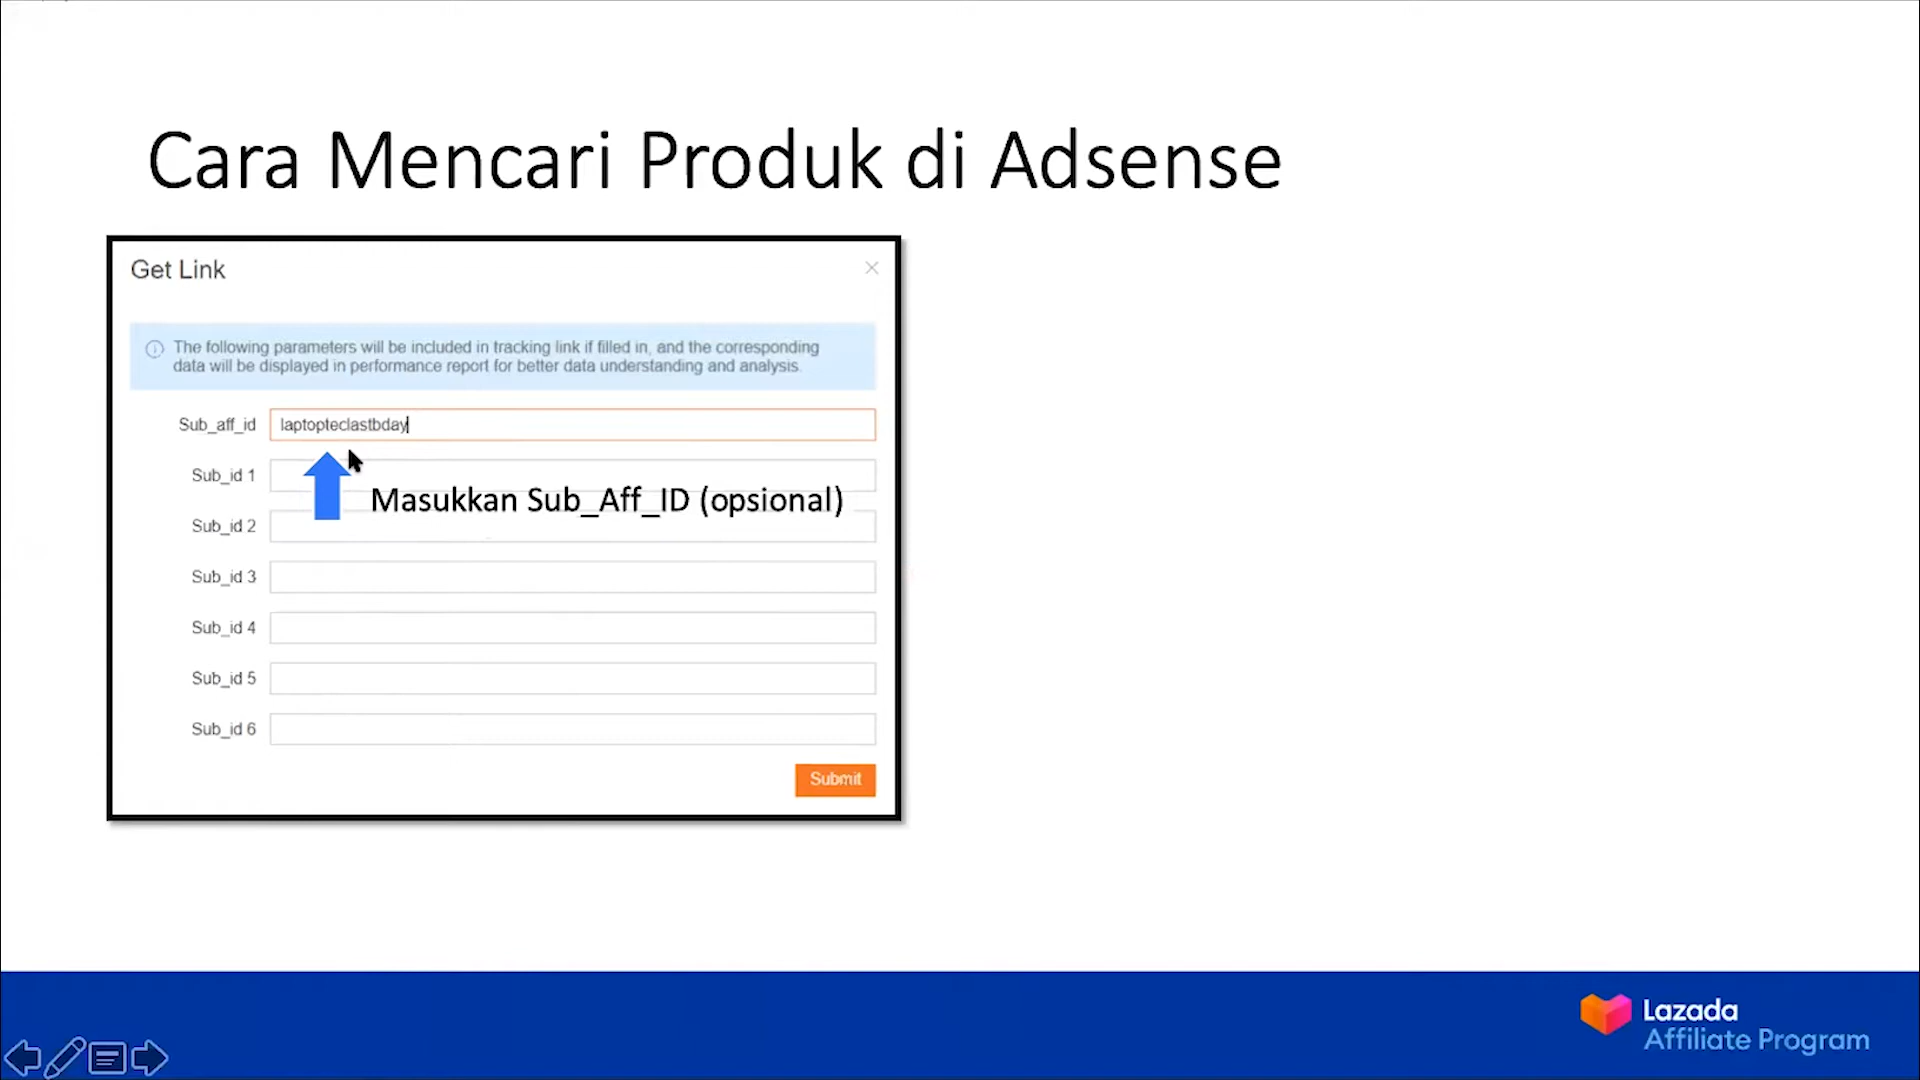 Cara Mencari Produk di Adsense
Get Link
The following parameters will be included in tracking link if filled in, and the corresponding
data will be displayed in performance report for better data understanding and analysis.
Sub_aff_id laptopteclastbday
Sub_id 1
Masukkan Sub_Aff_ID (opsional)
Sub_id 2
Sub_id 3
Sub_id 4
Sub_id 5
Sub_id 6
Submit
Lazada
Affiliate Program